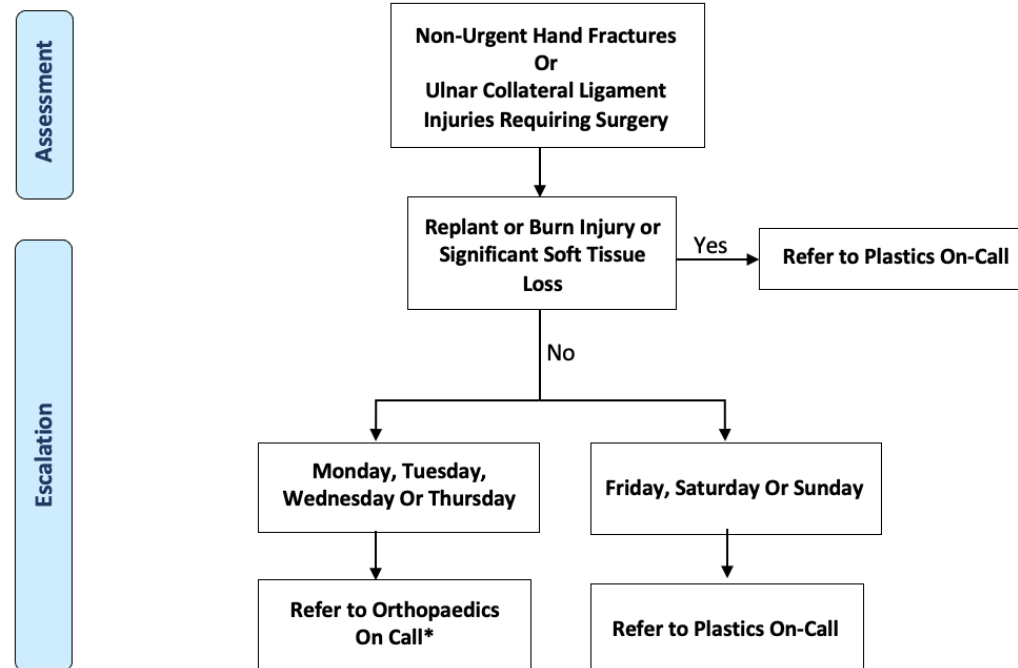 Assessment
Non-Urgent Hand Fractures
Or
Ulnar Collateral Ligament
Injuries Requiring Surgery
Replant or Burn Injury or
Significant Soft Tissue
Loss
Yes
Refer to Plastics On-Call
No
Escalation
Monday, Tuesday,
Wednesday Or Thursday
Friday, Saturday Or Sunday
Refer to Orthopaedics
On Call*
Refer to Plastics On-Call